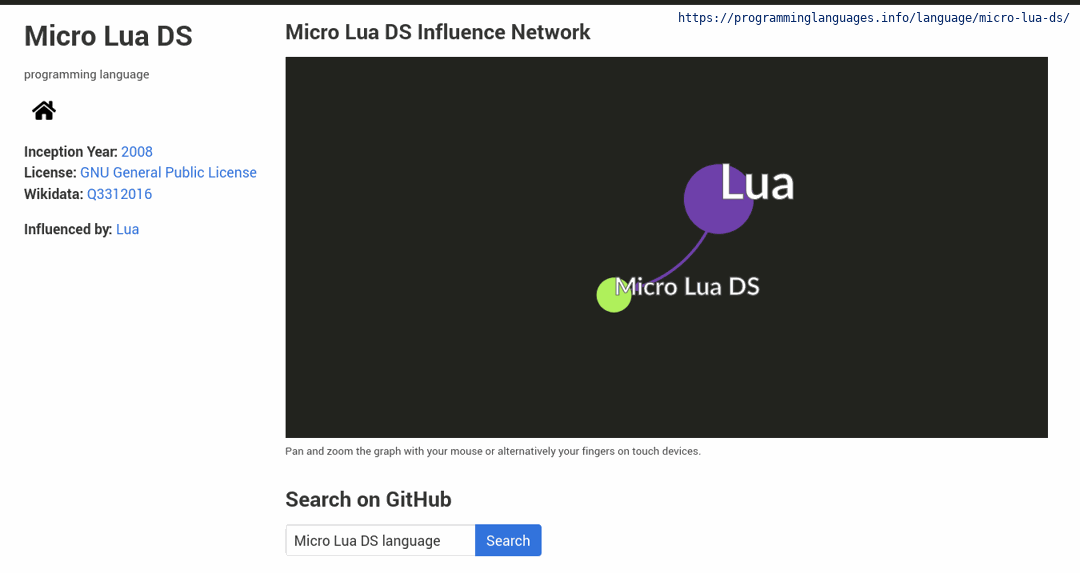 https://programminglanguages.info/language/micro-lua-ds/
Micro Lua DS
programming language
Inception Year: 2008
License: GNU General Public License
Wikidata: Q3312016
Influenced by: Lua
Micro Lua DS Influence Network
Lua
Micro Lua DS
Pan and zoom the graph with your mouse or alternatively your fingers on touch devices.
Search on GitHub
Micro Lua DS language
Search